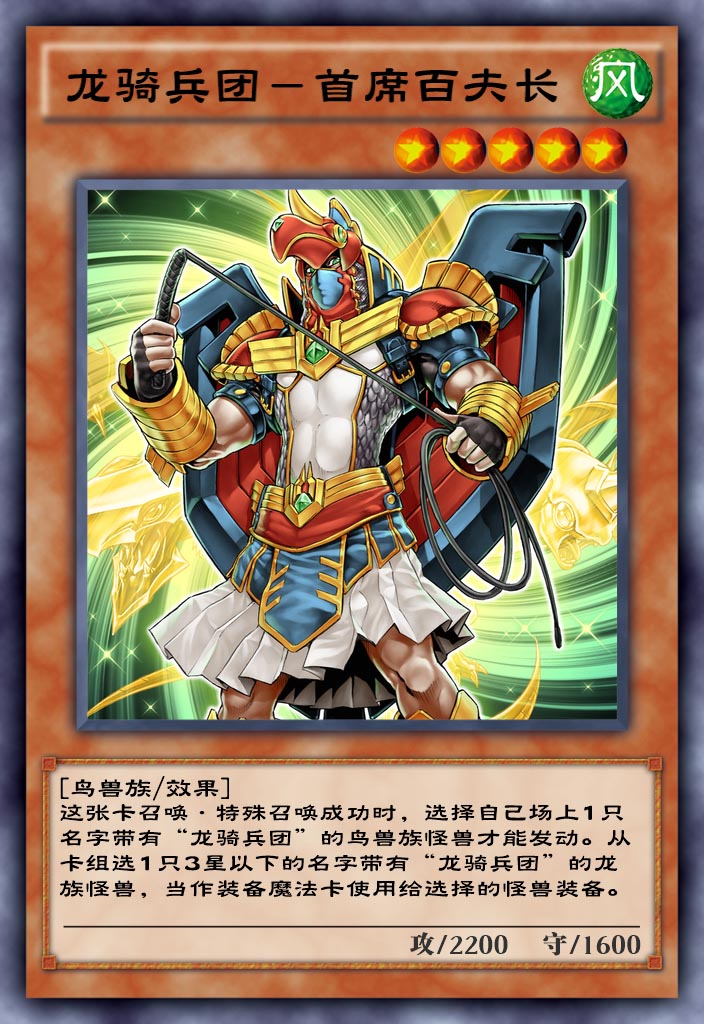 龙骑兵团－首席百夫长
风
[鸟兽族/效果]
这张卡召唤·特殊召唤成功时，选择自己场上1只
名字带有“龙骑兵团”的鸟兽族怪兽才能发动。从
卡组选1只3星以下的名字带有“龙骑兵团”的龙
族怪兽，当作装备魔法卡使用给选择的怪兽装备。
攻/2200 守/1600